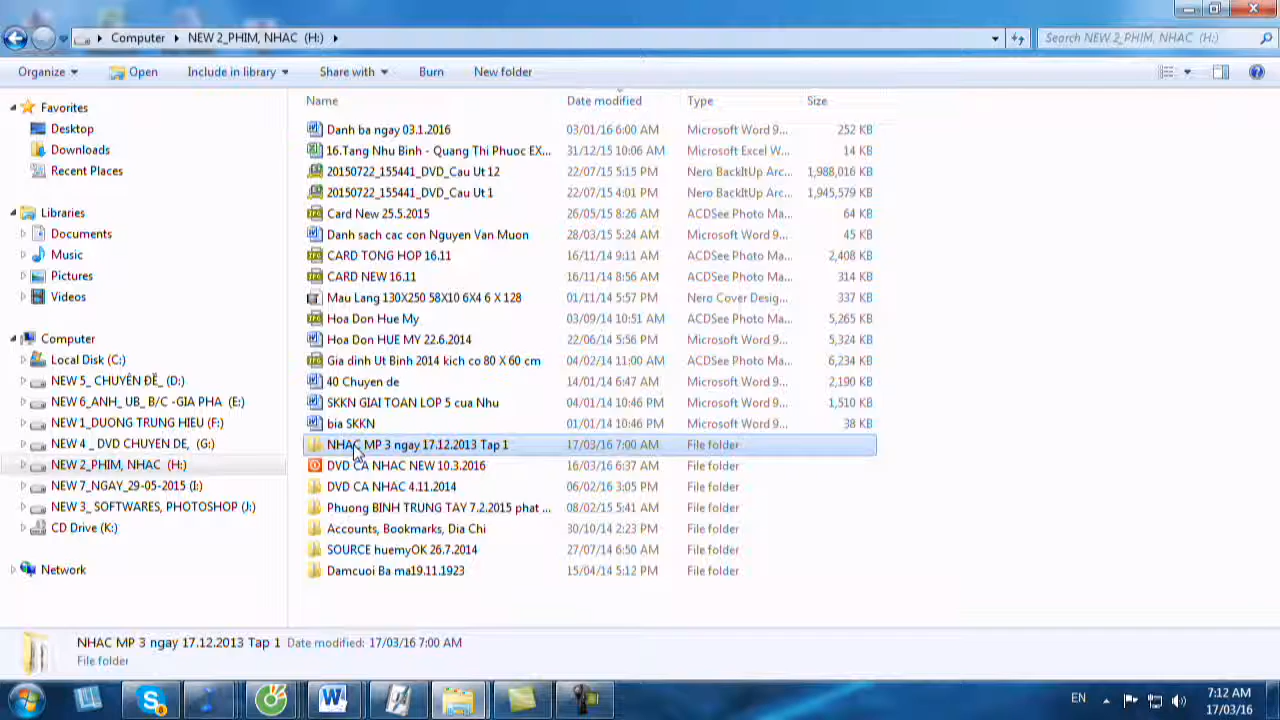 Computer ▸ NEW 2_PHIM, NHAC (H:) ▸ Search NEW 2_PHIM, NHAC (H:)
Organize Open Include in library Share with Burn New folder
Name Date modified Type Size
Favorites
Desktop
Downloads
Recent Places
Libraries
Documents
Music
Pictures
Videos
Computer
Local Disk (C:)
NEW 5_ CHUYÊN ĐỀ_ (D:)
NEW 6_ANH_ UB_ B/C -GIA PHA (E:)
NEW 1_DUONG TRUNG HIEU (F:)
NEW 4 _ DVD CHUYEN DE, (G:)
NEW 2_PHIM, NHAC (H:)
NEW 7_NGAY_29-05-2015 (I:)
NEW 3_ SOFTWARES, PHOTOSHOP (J:)
CD Drive (K:)
Network
Danh ba ngay 03.1.2016 03/01/16 6:00 AM Microsoft Word 9... 252 KB
16.Tang Nhu Binh - Quang Thi Phuoc EX... 31/12/15 10:06 AM Microsoft Excel W... 14 KB
20150722_155441_DVD_Cau Ut 12 22/07/15 5:15 PM Nero BackItUp Arc... 1,988,016 KB
20150722_155441_DVD_Cau Ut 1 22/07/15 4:01 PM Nero BackItUp Arc... 1,945,579 KB
Card New 25.5.2015 26/05/15 8:26 AM ACDSee Photo Ma... 64 KB
Danh sach cac con Nguyen Van Muon 28/03/15 5:24 AM Microsoft Word 9... 45 KB
CARD TONG HOP 16.11 16/11/14 9:11 AM ACDSee Photo Ma... 2,408 KB
CARD NEW 16.11 16/11/14 8:56 AM ACDSee Photo Ma... 314 KB
Mau Lang 130X250 58X10 6X4 6 X 128 01/11/14 5:57 PM Nero Cover Desig... 337 KB
Hoa Don Hue My 03/09/14 10:51 AM ACDSee Photo Ma... 5,265 KB
Hoa Don HUE MY 22.6.2014 22/06/14 5:56 PM Microsoft Word 9... 5,324 KB
Gia dinh Ut Binh 2014 kich co 80 X 60 cm 04/02/14 11:00 AM ACDSee Photo Ma... 6,234 KB
40 Chuyen de 14/01/14 6:47 AM Microsoft Word 9... 2,190 KB
SKKN GIAI TOAN LOP 5 cua Nhu 04/01/14 10:46 PM Microsoft Word 9... 1,510 KB
bia SKKN 01/01/14 10:46 PM Microsoft Word 9... 38 KB
NHAC MP 3 ngay 17.12.2013 Tap 1 17/03/16 7:00 AM File folder
DVD CA NHAC NEW 10.3.2016 16/03/16 6:37 AM File folder
DVD CA NHAC 4.11.2014 06/02/16 3:05 PM File folder
Phuong BINH TRUNG TAY 7.2.2015 phat ... 08/02/15 5:41 AM File folder
Accounts, Bookmarks, Dia Chi 30/10/14 2:23 PM File folder
SOURCE huemyOK 26.7.2014 27/07/14 6:50 AM File folder
Damcuoi Ba ma19.11.1923 15/04/14 5:12 PM File folder
NHAC MP 3 ngay 17.12.2013 Tap 1 Date modified: 17/03/16 7:00 AM
File folder
EN 7:12 AM
17/03/16